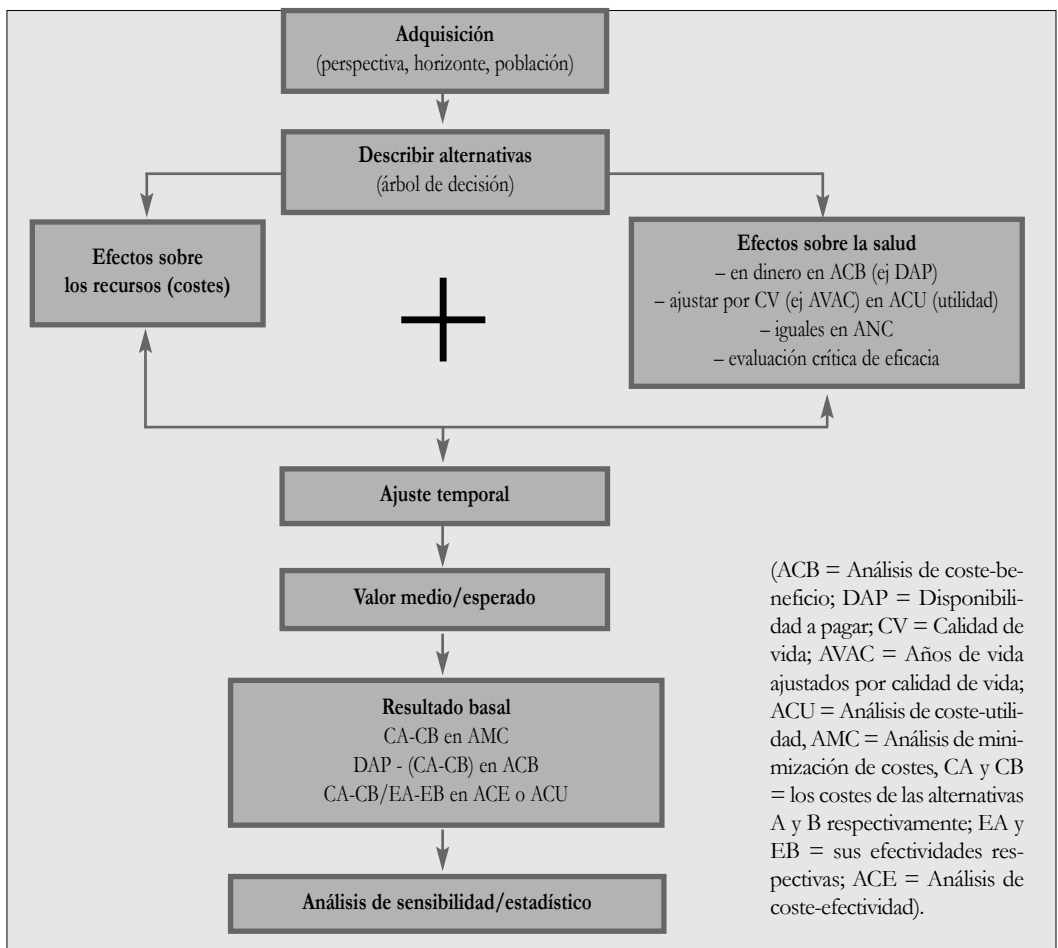 Adquisición
(perspectiva, horizonte, población)
Describir alternativas
(árbol de decisión)
Efectos sobre
los recursos (costes)
Efectos sobre la salud
– en dinero en ACB (ej DAP)
– ajustar por CV (ej AVAC) en ACU (utilidad)
– iguales en ANC
– evaluación crítica de eficacia
Ajuste temporal
Valor medio/esperado
Resultado basal
CA-CB en AMC
DAP - (CA-CB) en ACB
CA-CB/EA-EB en ACE o ACU
Análisis de sensibilidad/estadístico
(ACB = Análisis de coste-be-
neficio; DAP = Disponibili-
dad a pagar; CV = Calidad de
vida; AVAC = Años de vida
ajustados por calidad de vida;
ACU = Análisis de coste-utili-
dad, AMC = Análisis de mini-
mización de costes, CA y CB
= los costes de las alternativas
A y B respectivamente; EA y
EB = sus efectividades res-
pectivas; ACE = Análisis de
coste-efectividad).